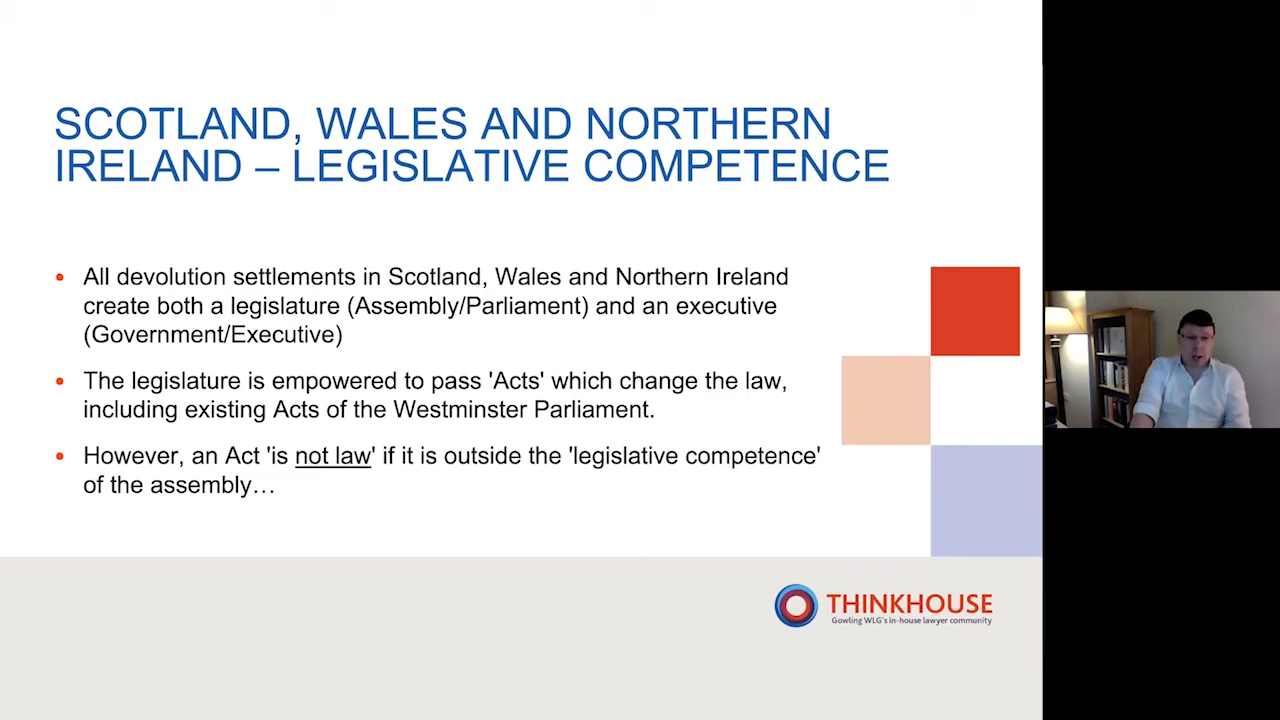 SCOTLAND, WALES AND NORTHERN
IRELAND – LEGISLATIVE COMPETENCE
• All devolution settlements in Scotland, Wales and Northern Ireland
create both a legislature (Assembly/Parliament) and an executive
(Government/Executive)
• The legislature is empowered to pass 'Acts' which change the law,
including existing Acts of the Westminster Parliament.
• However, an Act 'is not law' if it is outside the 'legislative competence'
of the assembly…
THINKHOUSE
Gowling WLG's in-house lawyer community